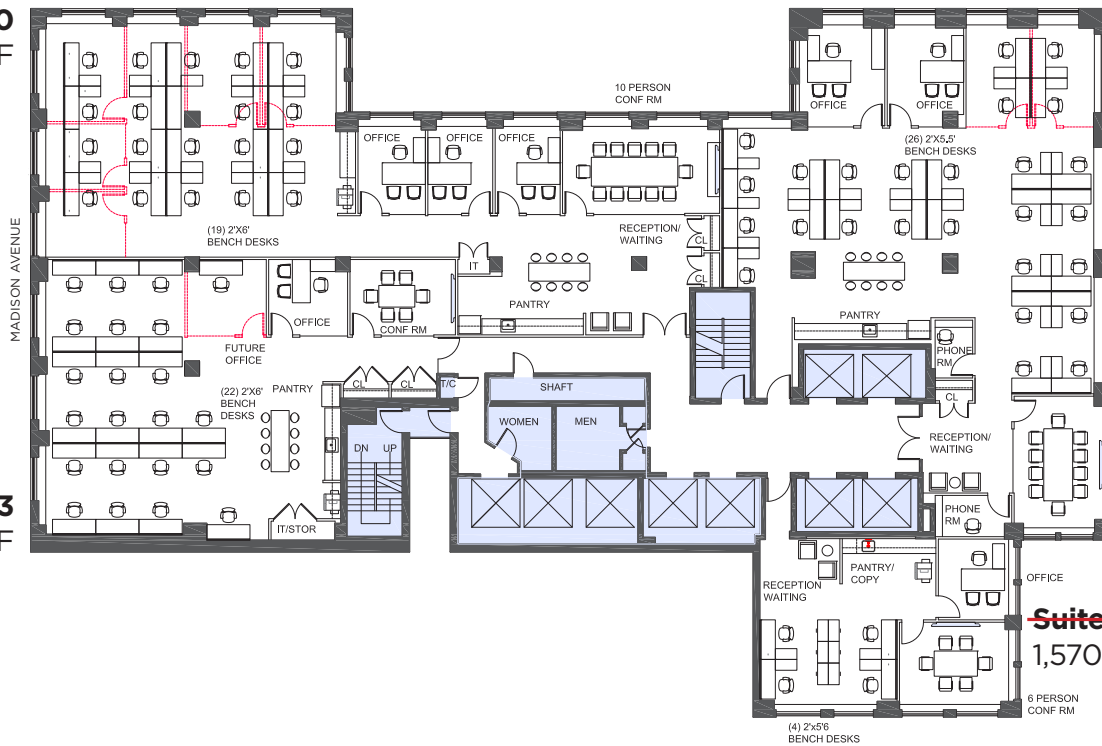 0
F
10 PERSON
CONF RM
OFFICE
OFFICE
OFFICE
OFFICE
OFFICE
(26) 2'X5.5'
BENCH DESKS
MADISON AVENUE
(19) 2'X6'
BENCH DESKS
RECEPTION/
WAITING
CL
CL
IT
PANTRY
PANTRY
OFFICE
CONF RM
FUTURE
OFFICE
PHONE
RM
CL
CL
CL
T/C
SHAFT
(22) 2'X6'
BENCH
DESKS
PANTRY
WOMEN
MEN
DN UP
RECEPTION/
WAITING
3
F
IT/STOR
PHONE
RM
RECEPTION
WAITING
PANTRY/
COPY
OFFICE
Suite
1,570
6 PERSON
CONF RM
(4) 2'x5'6
BENCH DESKS